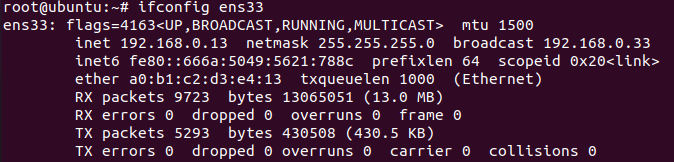 root@ubuntu:~# ifconfig ens33
ens33: flags=4163<UP,BROADCAST,RUNNING,MULTICAST>  mtu 1500
        inet 192.168.0.13  netmask 255.255.255.0  broadcast 192.168.0.33
        inet6 fe80::666a:5049:5621:788c  prefixlen 64  scopeid 0x20<link>
        ether a0:b1:c2:d3:e4:13  txqueuelen 1000  (Ethernet)
        RX packets 9723  bytes 13065051 (13.0 MB)
        RX errors 0  dropped 0  overruns 0  frame 0
        TX packets 5293  bytes 430508 (430.5 KB)
        TX errors 0  dropped 0 overruns 0  carrier 0  collisions 0